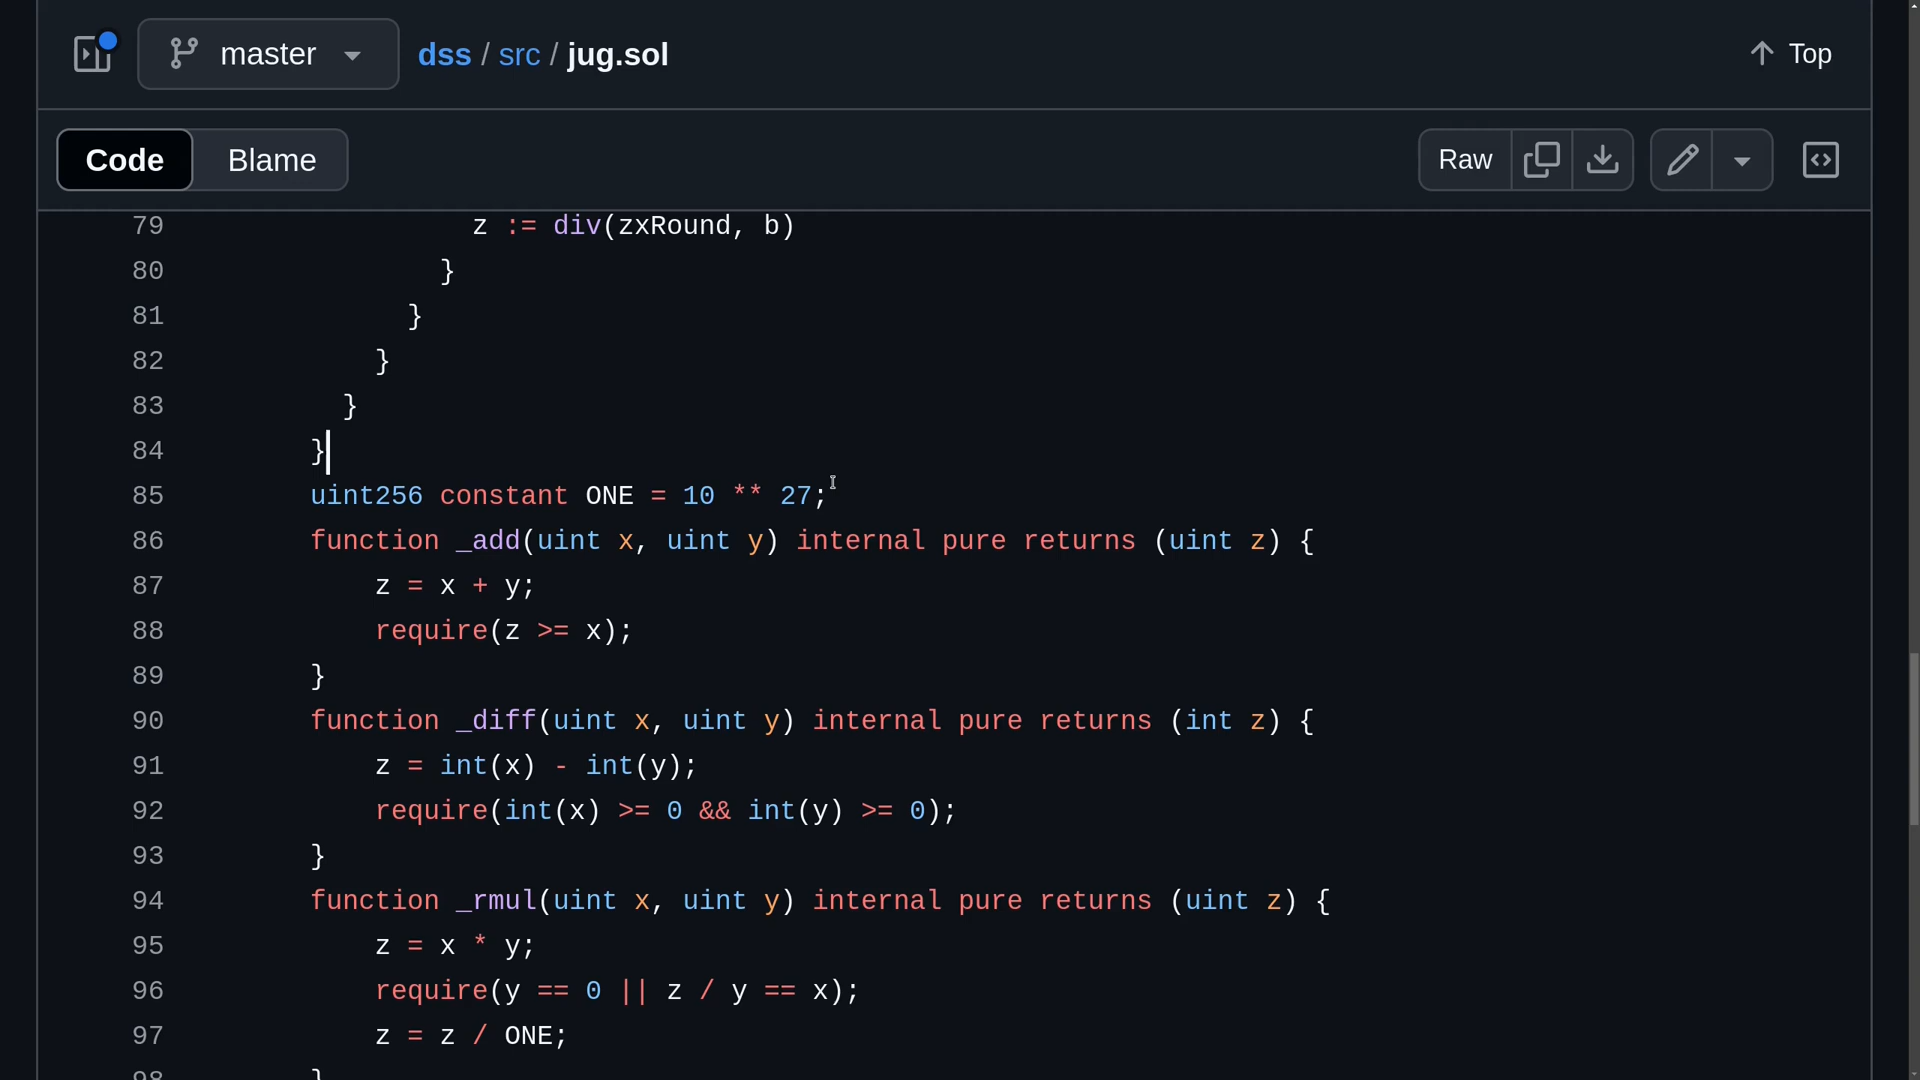 master dss / src / jug.sol Top
Code Blame Raw
79 z := div(zxRound, b)
80 }
81 }
82 }
83 }
84 }
85 uint256 constant ONE = 10 ** 27;
86 function _add(uint x, uint y) internal pure returns (uint z) {
87 z = x + y;
88 require(z >= x);
89 }
90 function _diff(uint x, uint y) internal pure returns (int z) {
91 z = int(x) - int(y);
92 require(int(x) >= 0 && int(y) >= 0);
93 }
94 function _rmul(uint x, uint y) internal pure returns (uint z) {
95 z = x * y;
96 require(y == 0 || z / y == x);
97 z = z / ONE;
98 }